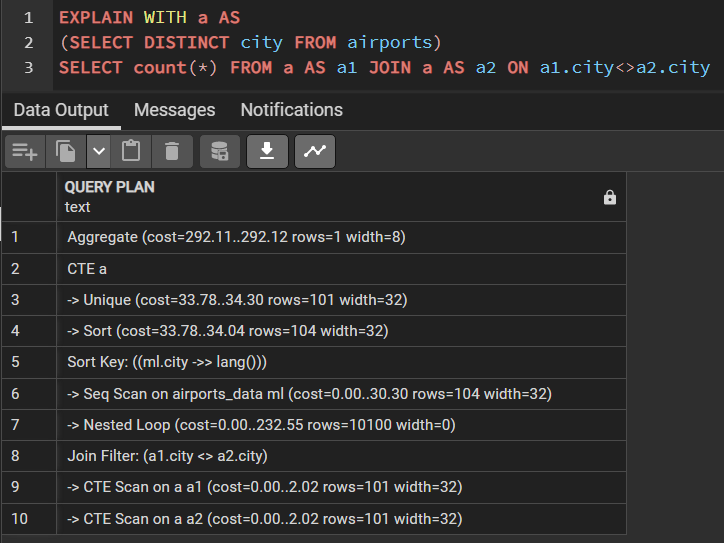 1 EXPLAIN WITH a AS
2 (SELECT DISTINCT city FROM airports)
3 SELECT count(*) FROM a AS a1 JOIN a AS a2 ON a1.city<>a2.city
Data Output Messages Notifications
QUERY PLAN
text
1 Aggregate (cost=292.11..292.12 rows=1 width=8)
2 CTE a
3 -> Unique (cost=33.78..34.30 rows=101 width=32)
4 -> Sort (cost=33.78..34.04 rows=104 width=32)
5 Sort Key: ((ml.city ->> lang()))
6 -> Seq Scan on airports_data ml (cost=0.00..30.30 rows=104 width=32)
7 -> Nested Loop (cost=0.00..232.55 rows=10100 width=0)
8 Join Filter: (a1.city <> a2.city)
9 -> CTE Scan on a a1 (cost=0.00..2.02 rows=101 width=32)
10 -> CTE Scan on a a2 (cost=0.00..2.02 rows=101 width=32)